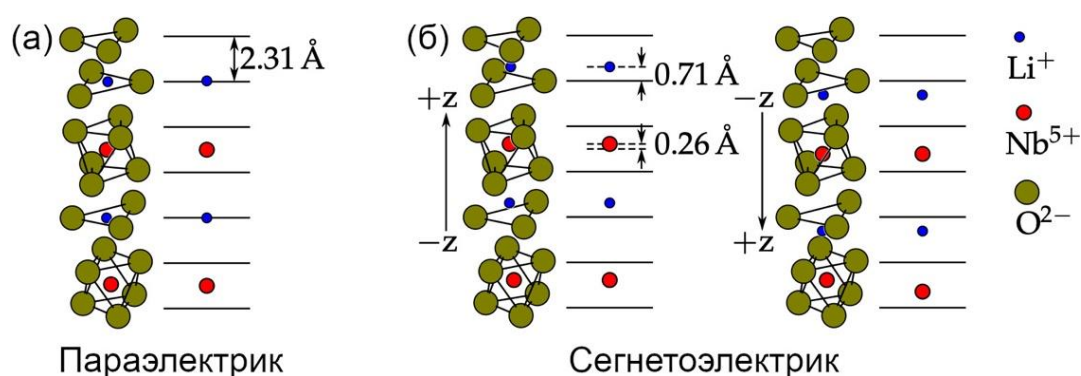 (а)
2.31 Å
(б)
+z
−z
0.71 Å
0.26 Å
−z
+z
Li⁺
Nb⁵⁺
O²⁻
Параэлектрик
Сегнетоэлектрик